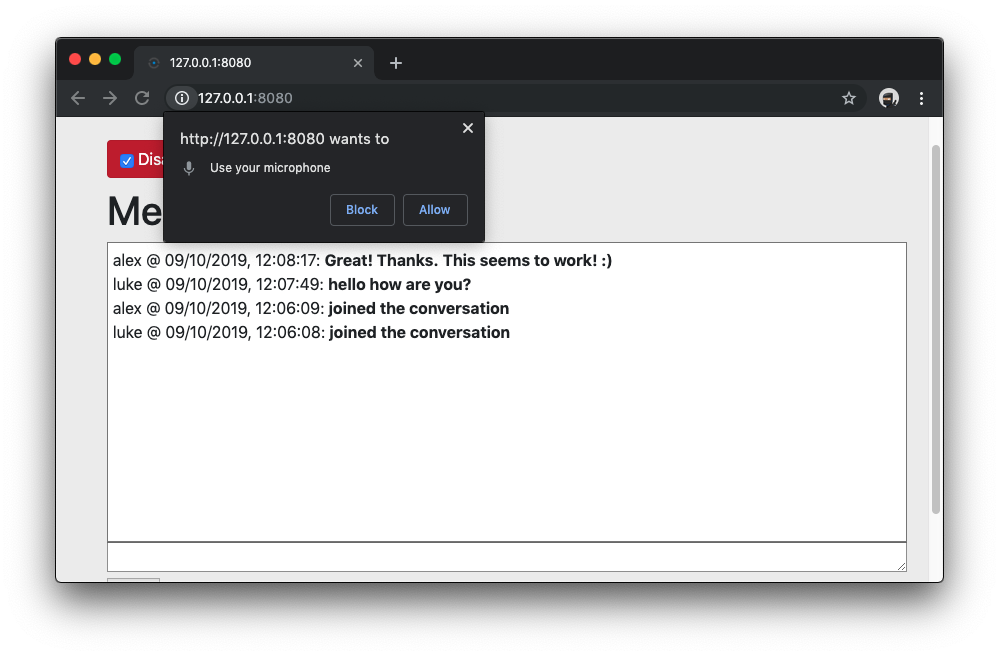 127.0.0.1:8080
127.0.0.1:8080
http://127.0.0.1:8080 wants to
Use your microphone
Block
Allow
alex @ 09/10/2019, 12:08:17: Great! Thanks. This seems to work! :)
luke @ 09/10/2019, 12:07:49: hello how are you?
alex @ 09/10/2019, 12:06:09: joined the conversation
luke @ 09/10/2019, 12:06:08: joined the conversation